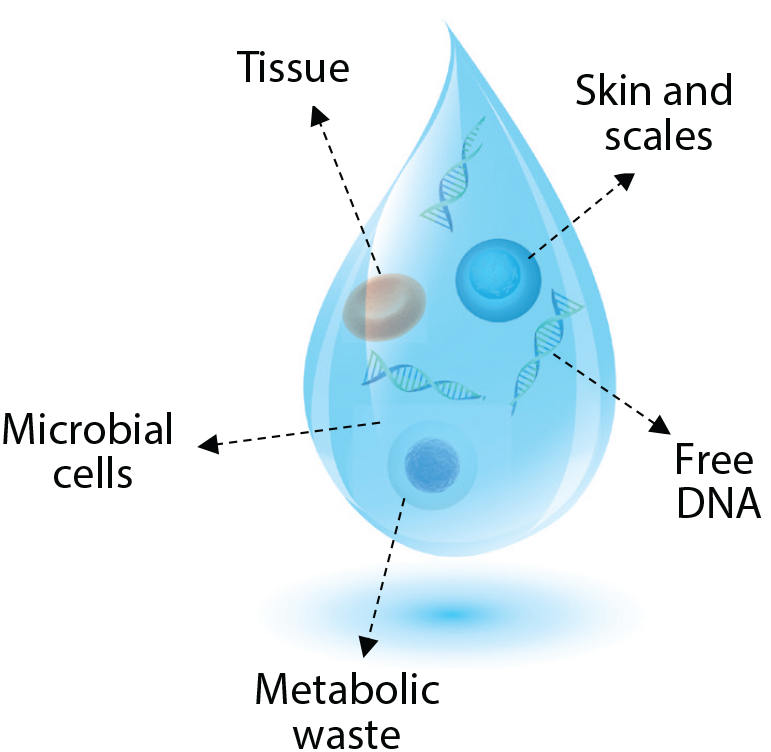 Tissue
Skin and
scales
Microbial
cells
Free
DNA
Metabolic
waste